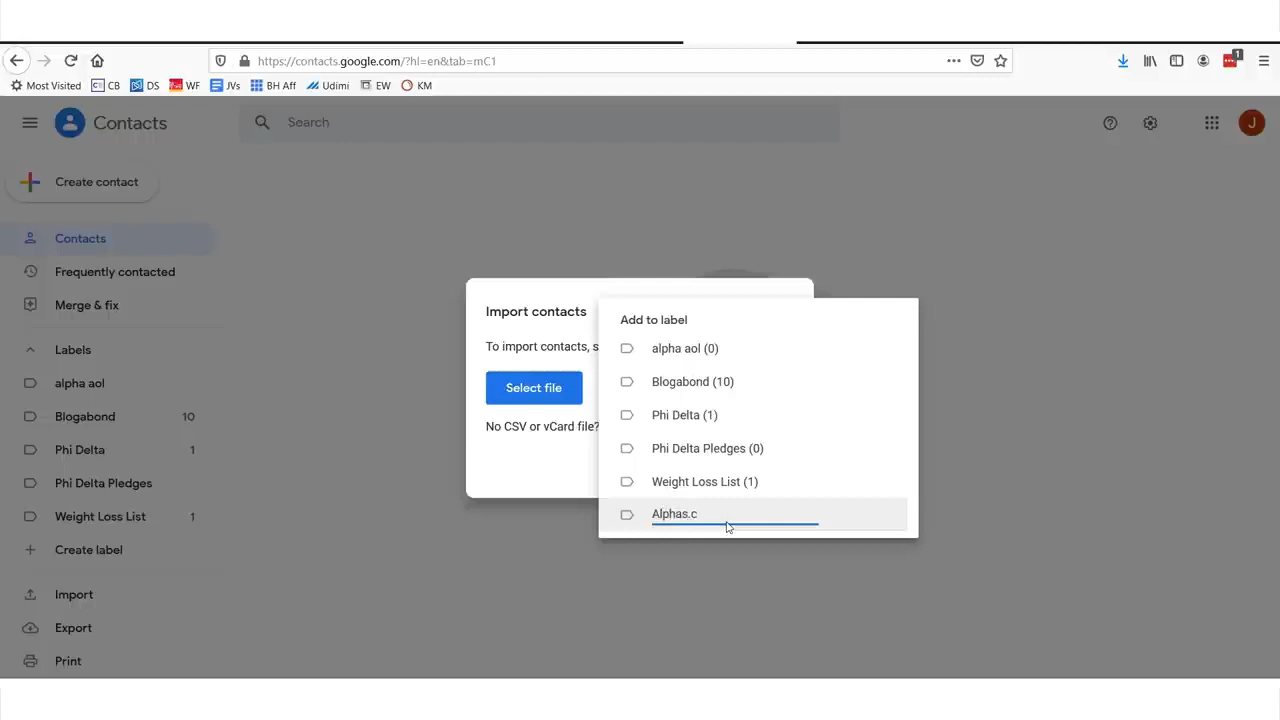 https://contacts.google.com/?hl=en&tab=mC1
1
Most Visited CB DS WF JVs BH Aff Udimi EW KM
Contacts
Search
J
Create contact
Contacts
Frequently contacted
Merge & fix
Labels
alpha aol
Blogabond 10
Phi Delta 1
Phi Delta Pledges
Weight Loss List 1
Create label
Import
Export
Print
Import contacts
To import contacts, s
Select file
No CSV or vCard file?
Add to label
alpha aol (0)
Blogabond (10)
Phi Delta (1)
Phi Delta Pledges (0)
Weight Loss List (1)
Alphas.c